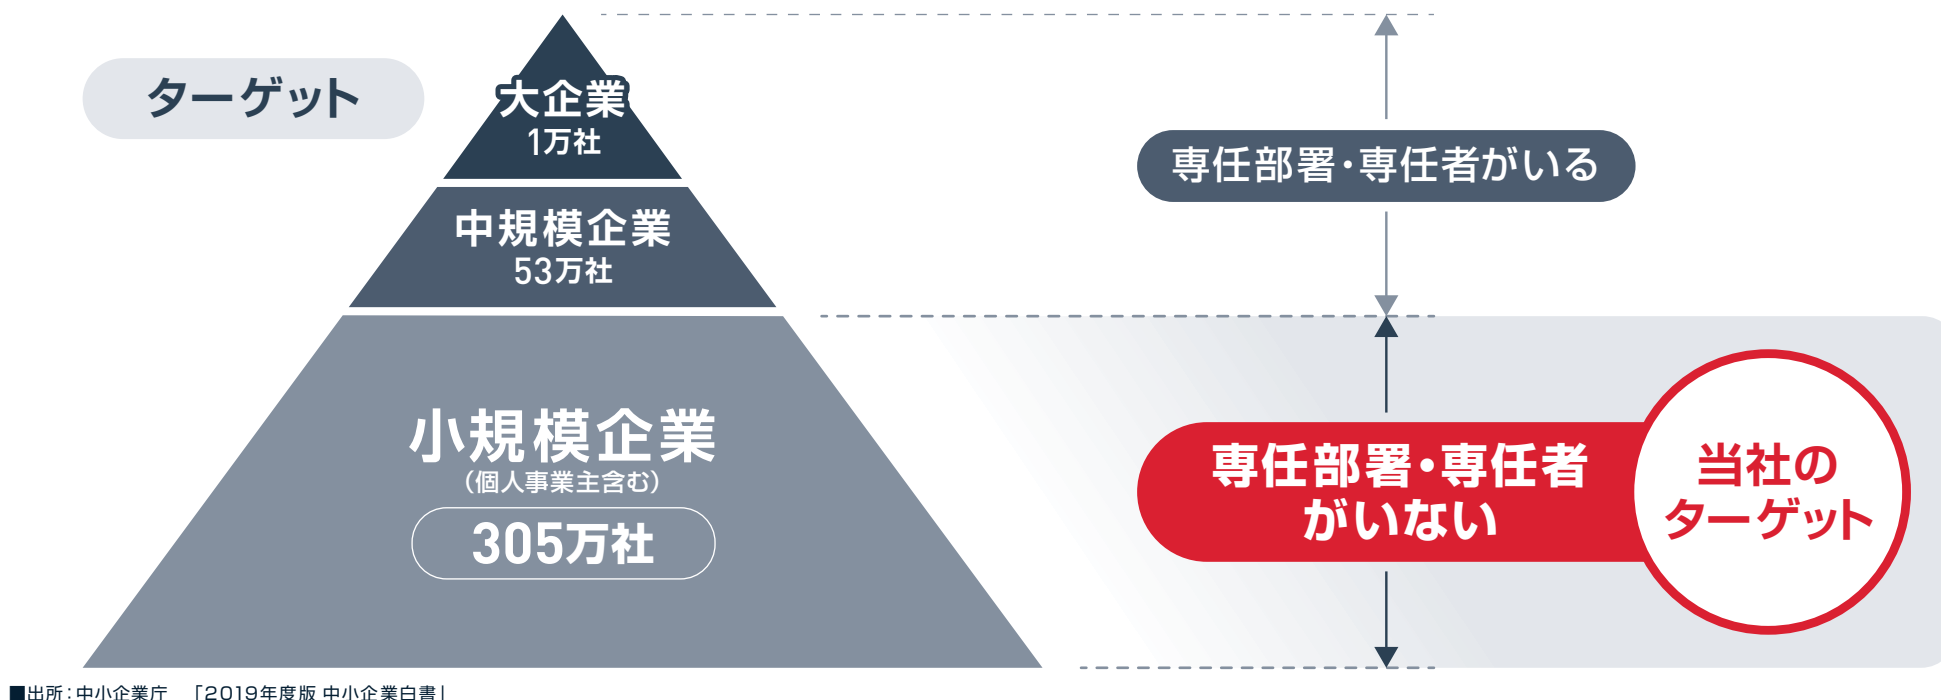 ターゲット
大企業
1万社
中規模企業
53万社
小規模企業
(個人事業主含む)
305万社
専任部署・専任者がいる
専任部署・専任者
がいない
当社の
ターゲット
■出所:中小企業庁 「2019年度版 中小企業白書」